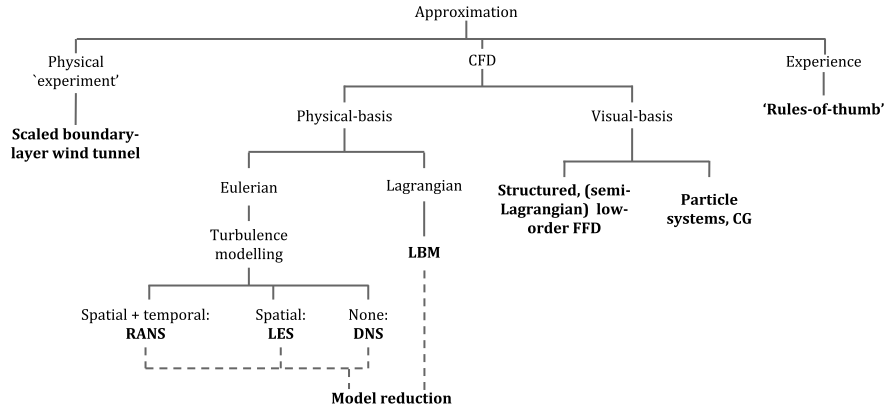 Approximation
Physical
`experiment’
CFD
Experience
Scaled boundary-
layer wind tunnel
‘Rules-of-thumb’
Physical-basis
Visual-basis
Eulerian
Lagrangian
Structured, (semi-
Lagrangian) low-
order FFD
Particle
systems, CG
Turbulence
modelling
LBM
Spatial + temporal:
RANS
Spatial:
LES
None:
DNS
Model reduction